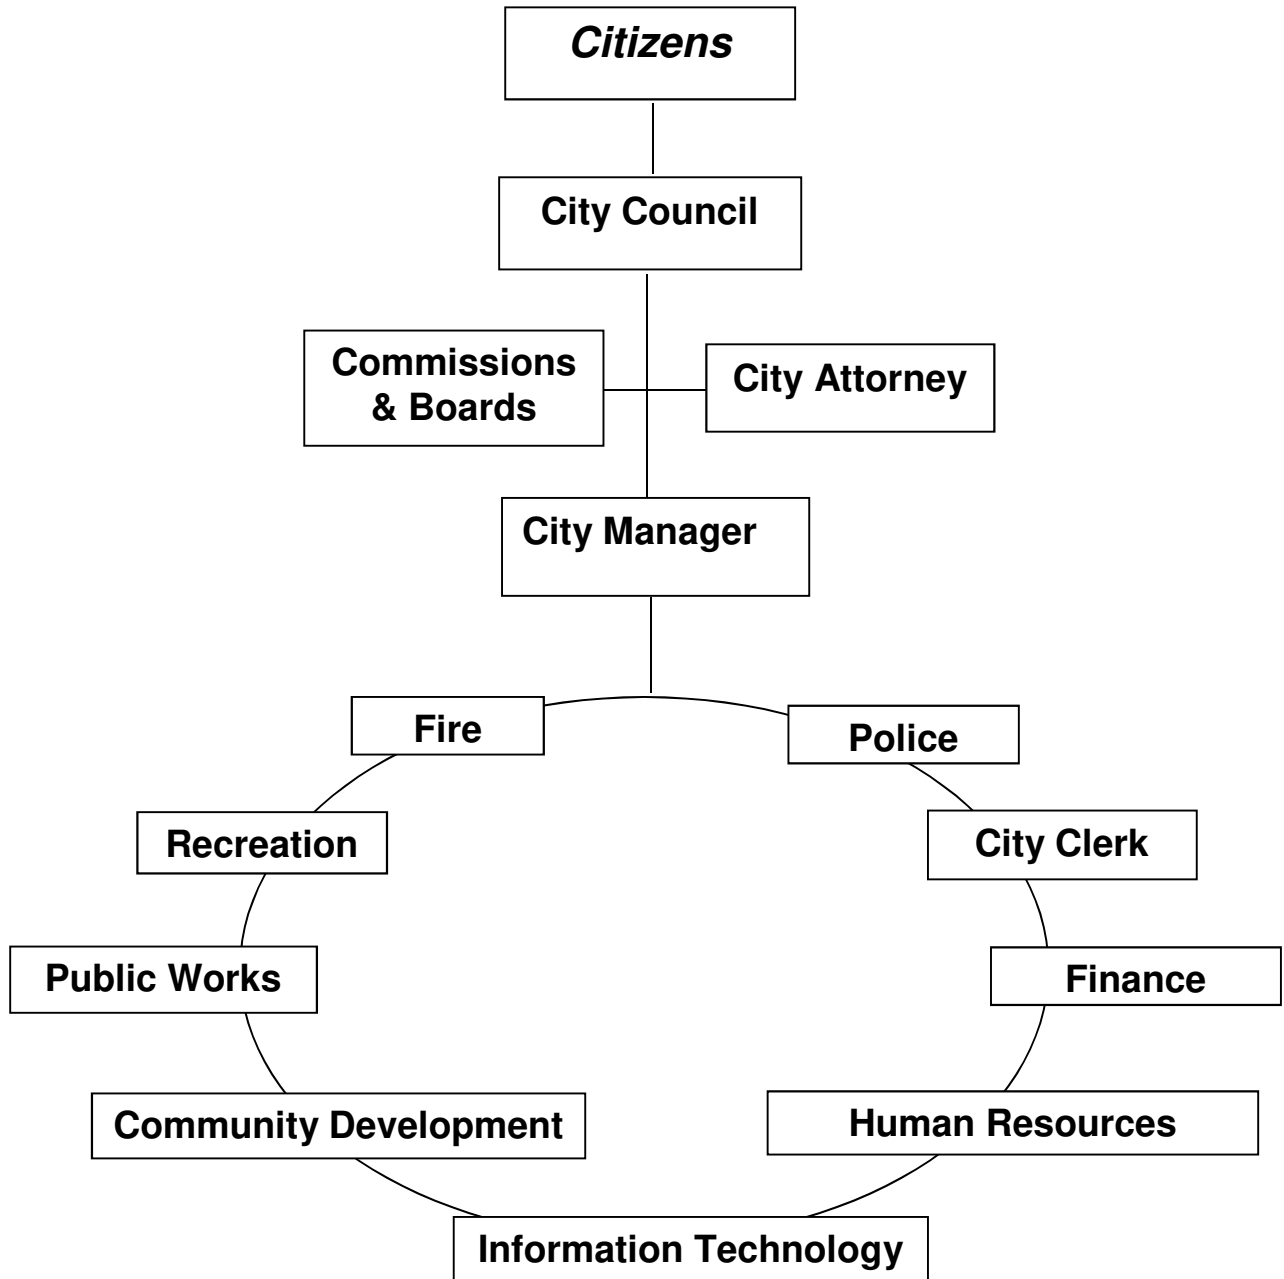 Citizens
City Council
Commissions
& Boards
City Attorney
City Manager
Fire
Police
Recreation
City Clerk
Public Works
Finance
Community Development
Human Resources
Information Technology